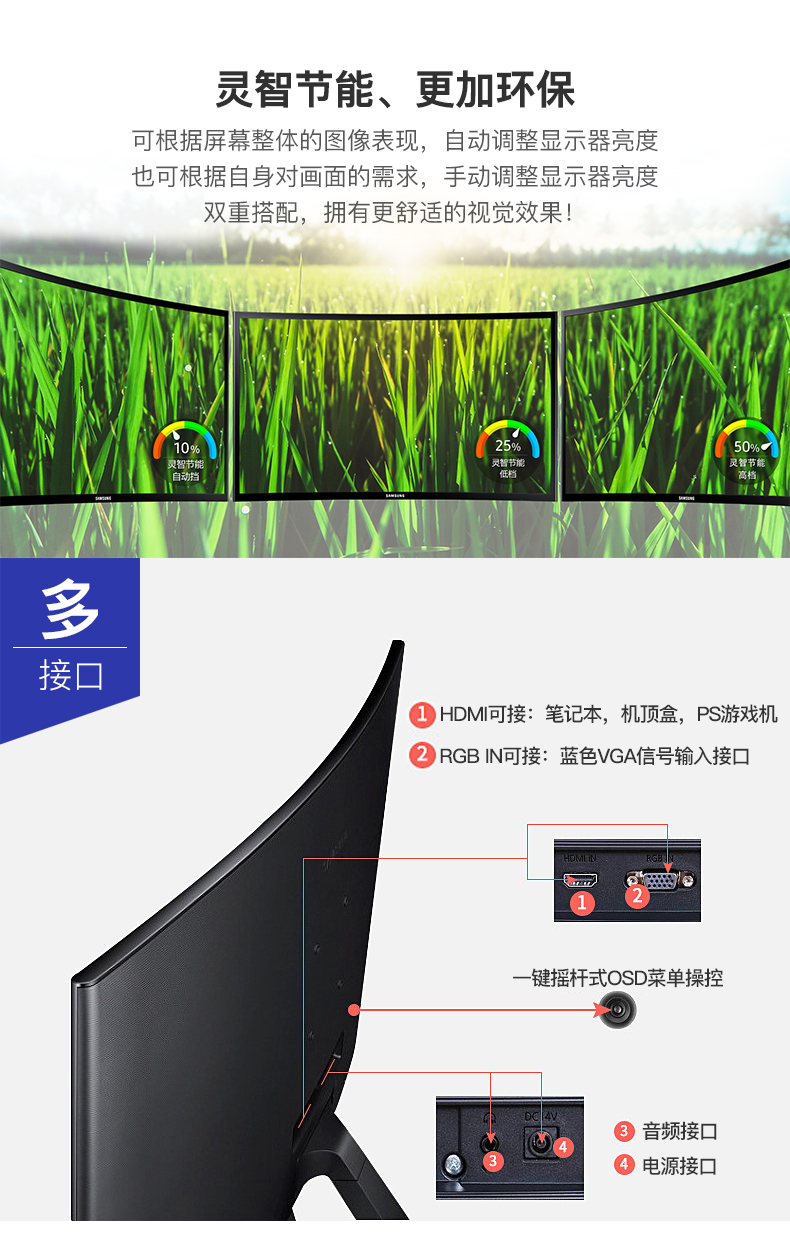 灵智节能、更加环保
可根据屏幕整体的图像表现，自动调整显示器亮度
也可根据自身对画面的需求，手动调整显示器亮度
双重搭配，拥有更舒适的视觉效果！
10%
灵智节能
自动挡
25%
灵智节能
低档
50%
灵智节能
高档
SAMSUNG
SAMSUNG
SAMSUNG
多
接口
1 HDMI可接：笔记本，机顶盒，PS游戏机
2 RGB IN可接：蓝色VGA信号输入接口
SAMSUNG
HDMI IN
RGB IN
1
2
一键摇杆式OSD菜单操控
DC14V
3
4
3 音频接口
4 电源接口